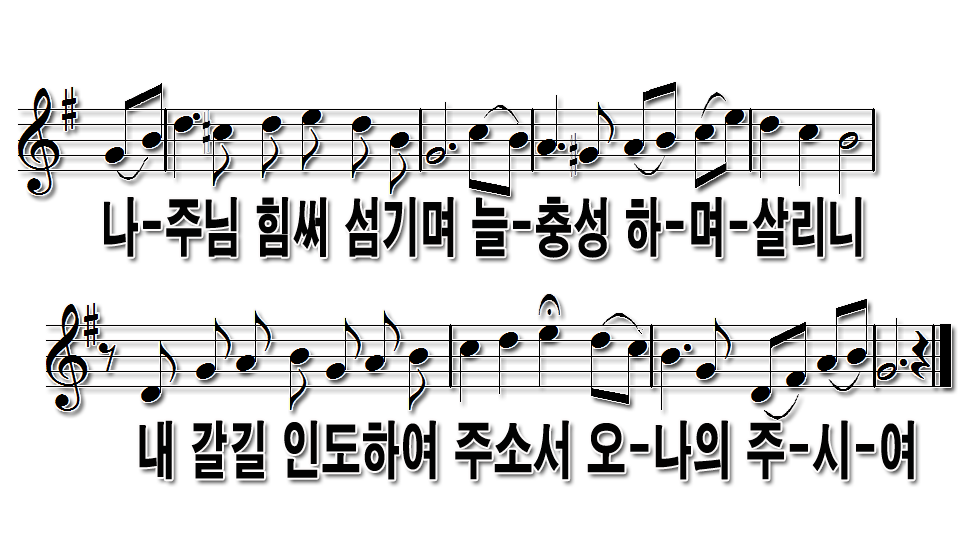 나-주님 힘써 섬기며 늘-충성 하-며-살리니
내 갈길 인도하여 주소서 오-나의 주-시-여